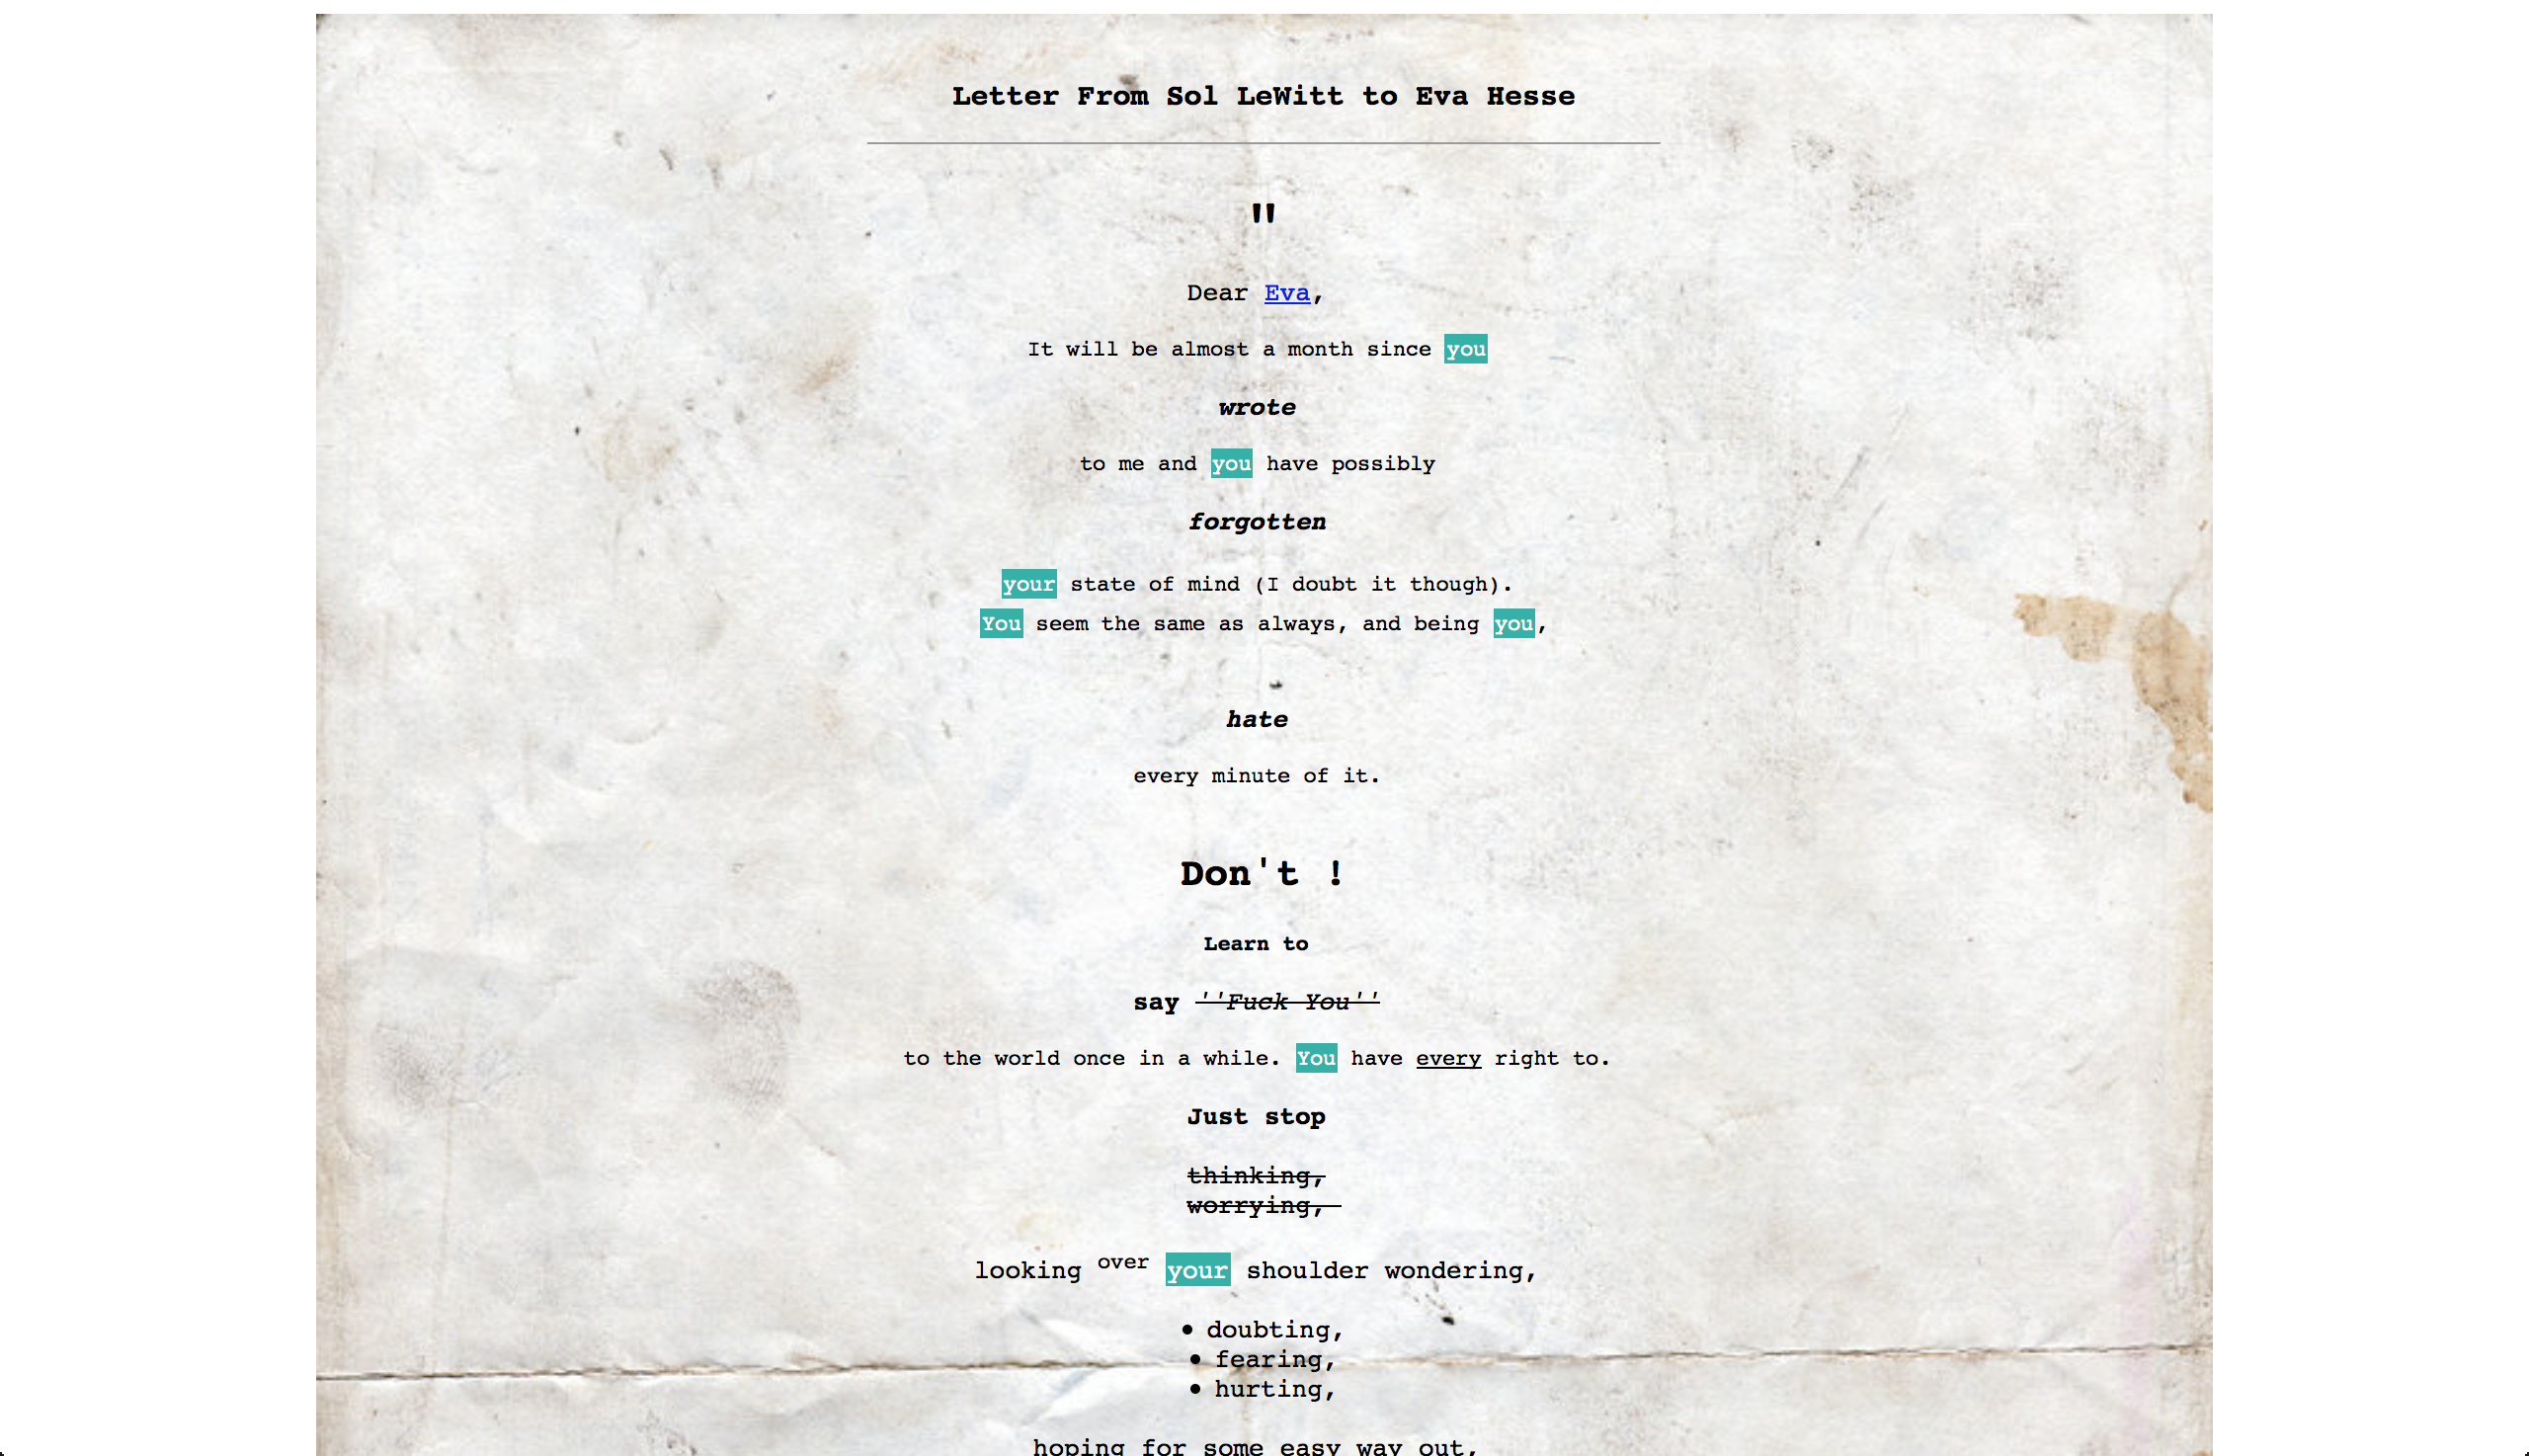 Letter From Sol LeWitt to Eva Hesse
"
Dear Eva,
It will be almost a month since you
wrote
to me and you have possibly
forgotten
your state of mind (I doubt it though).
You seem the same as always, and being you,
hate
every minute of it.
Don't !
Learn to
say ''Fuck You''
to the world once in a while. You have every right to.
Just stop
thinking,
worrying,
looking over your shoulder wondering,
• doubting,
• fearing,
• hurting,
hoping for some easy way out,